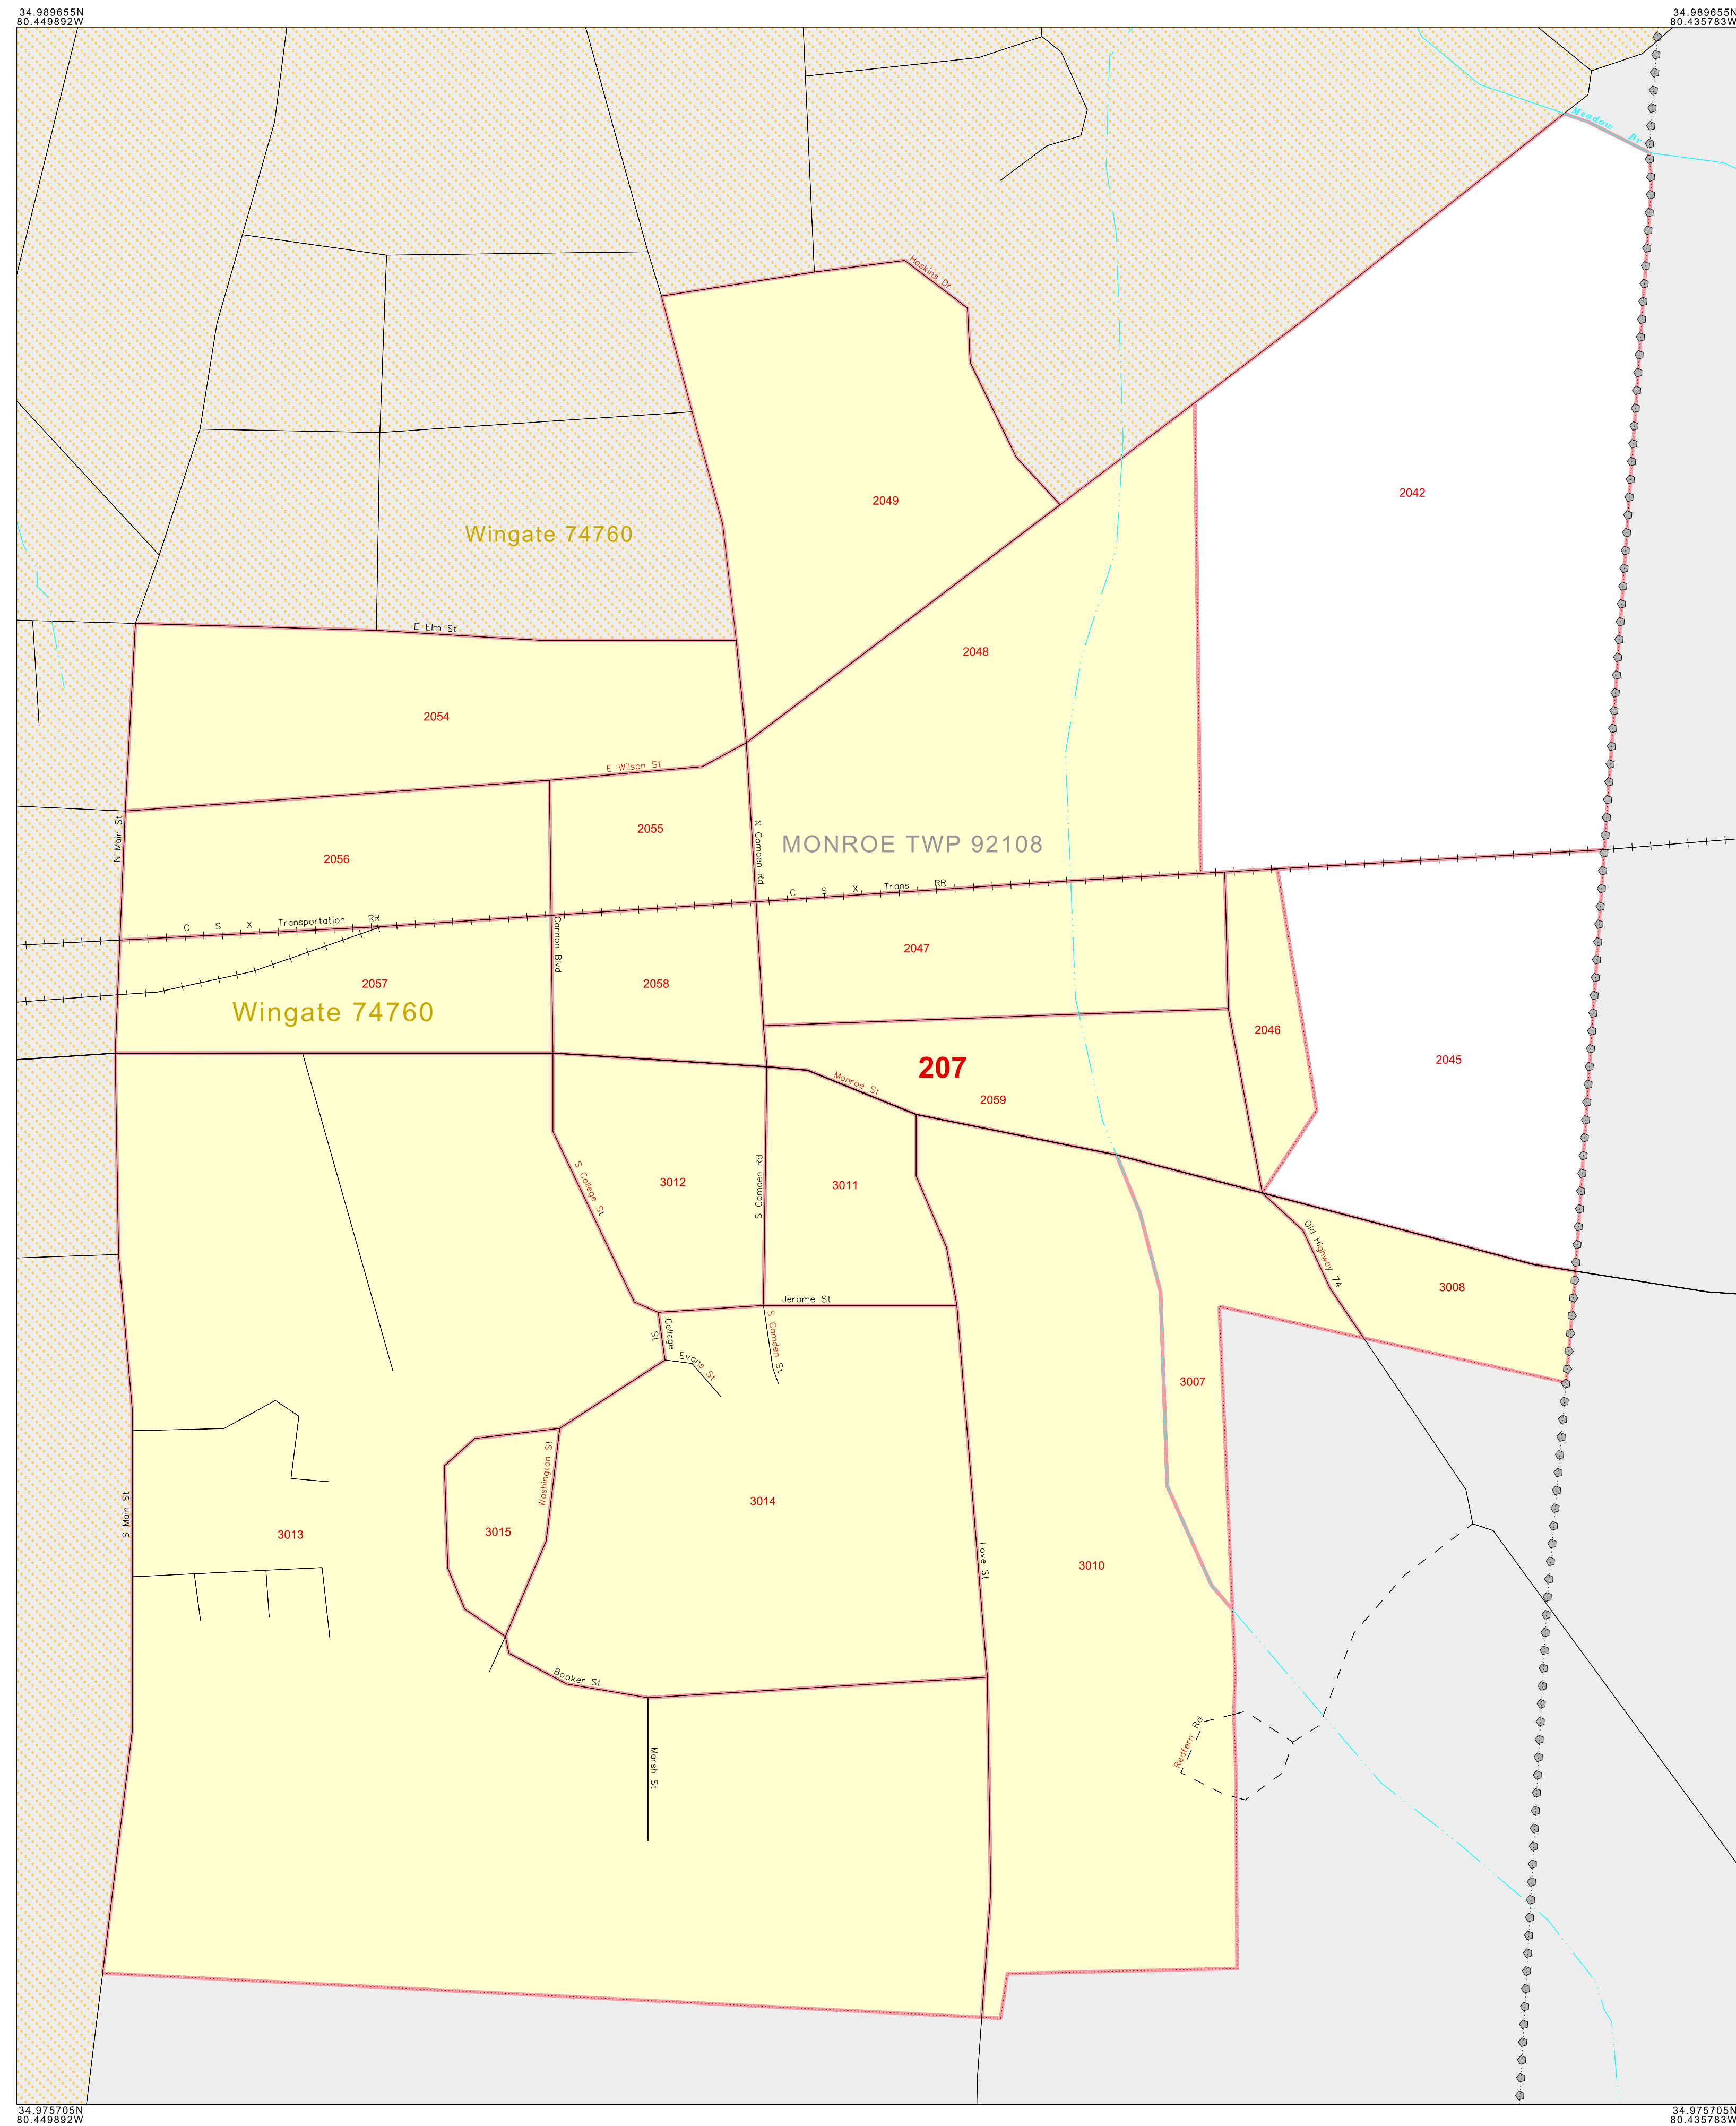 34.989655N
80.449892W
34.989655N
80.435783W
Meadow Br
Haskins Dr
2042
2049
Wingate 74760
E Elm St
2048
2054
E Wilson St
2055
N Main St
N Camden Rd
MONROE TWP 92108
2056
C S X Trans RR
C S X Transportation RR
Cannon Blvd
2047
2057
2058
Wingate 74760
2046
2045
207
Monroe St
2059
S College St
3012
S Camden Rd
3011
Old Highway 74
3008
Jerome St
College St
S Camden St
Evans St
3007
Washington St
3014
S Main St
3013
3015
Love St
3010
Booker St
Redfern Rd
Marsh St
34.975705N
80.449892W
34.975705N
80.435783W